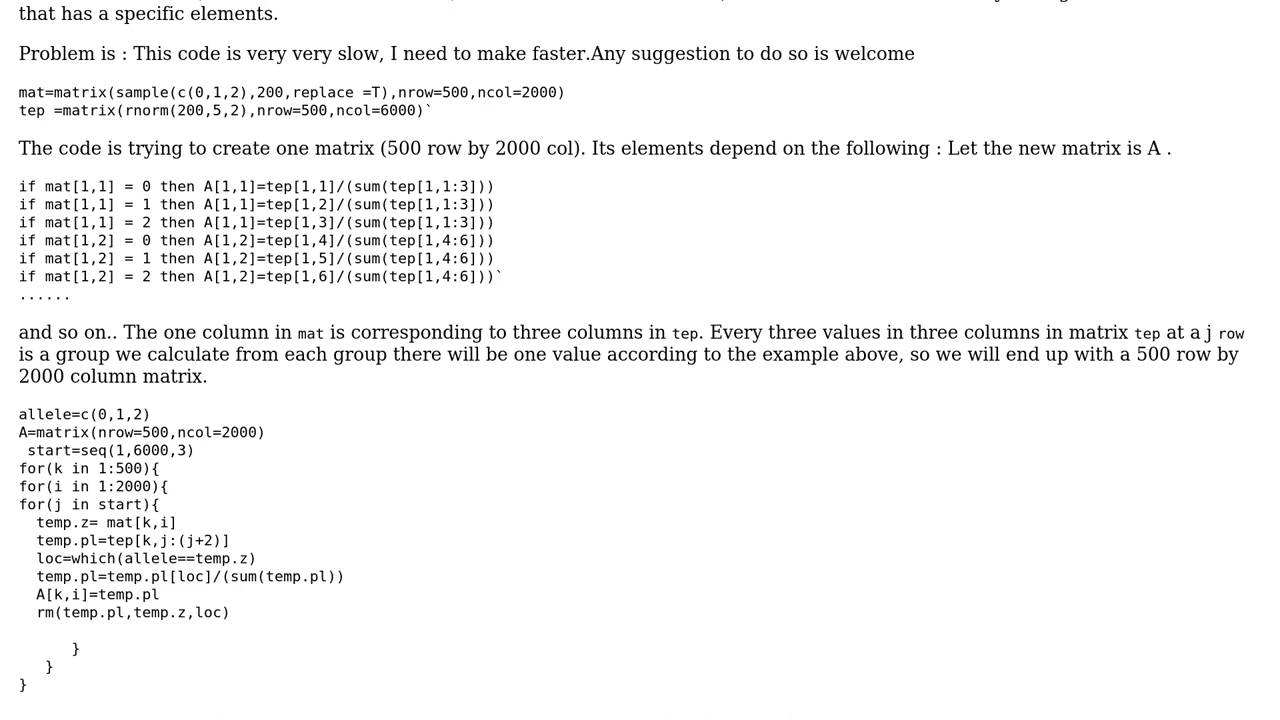 that has a specific elements.
Problem is : This code is very very slow, I need to make faster.Any suggestion to do so is welcome
mat=matrix(sample(c(0,1,2),200,replace =T),nrow=500,ncol=2000)
tep =matrix(rnorm(200,5,2),nrow=500,ncol=6000)`
The code is trying to create one matrix (500 row by 2000 col). Its elements depend on the following : Let the new matrix is A .
if mat[1,1] = 0 then A[1,1]=tep[1,1]/(sum(tep[1,1:3]))
if mat[1,1] = 1 then A[1,1]=tep[1,2]/(sum(tep[1,1:3]))
if mat[1,1] = 2 then A[1,1]=tep[1,3]/(sum(tep[1,1:3]))
if mat[1,2] = 0 then A[1,2]=tep[1,4]/(sum(tep[1,4:6]))
if mat[1,2] = 1 then A[1,2]=tep[1,5]/(sum(tep[1,4:6]))
if mat[1,2] = 2 then A[1,2]=tep[1,6]/(sum(tep[1,4:6]))`
......
and so on.. The one column in mat is corresponding to three columns in tep. Every three values in three columns in matrix tep at a j row
is a group we calculate from each group there will be one value according to the example above, so we will end up with a 500 row by
2000 column matrix.
allele=c(0,1,2)
A=matrix(nrow=500,ncol=2000)
 start=seq(1,6000,3)
for(k in 1:500){
for(i in 1:2000){
for(j in start){
  temp.z= mat[k,i]
  temp.pl=tep[k,j:(j+2)]
  loc=which(allele==temp.z)
  temp.pl=temp.pl[loc]/(sum(temp.pl))
  A[k,i]=temp.pl
  rm(temp.pl,temp.z,loc)
      }
   }
}